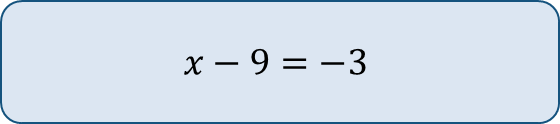 x − 9 = −3